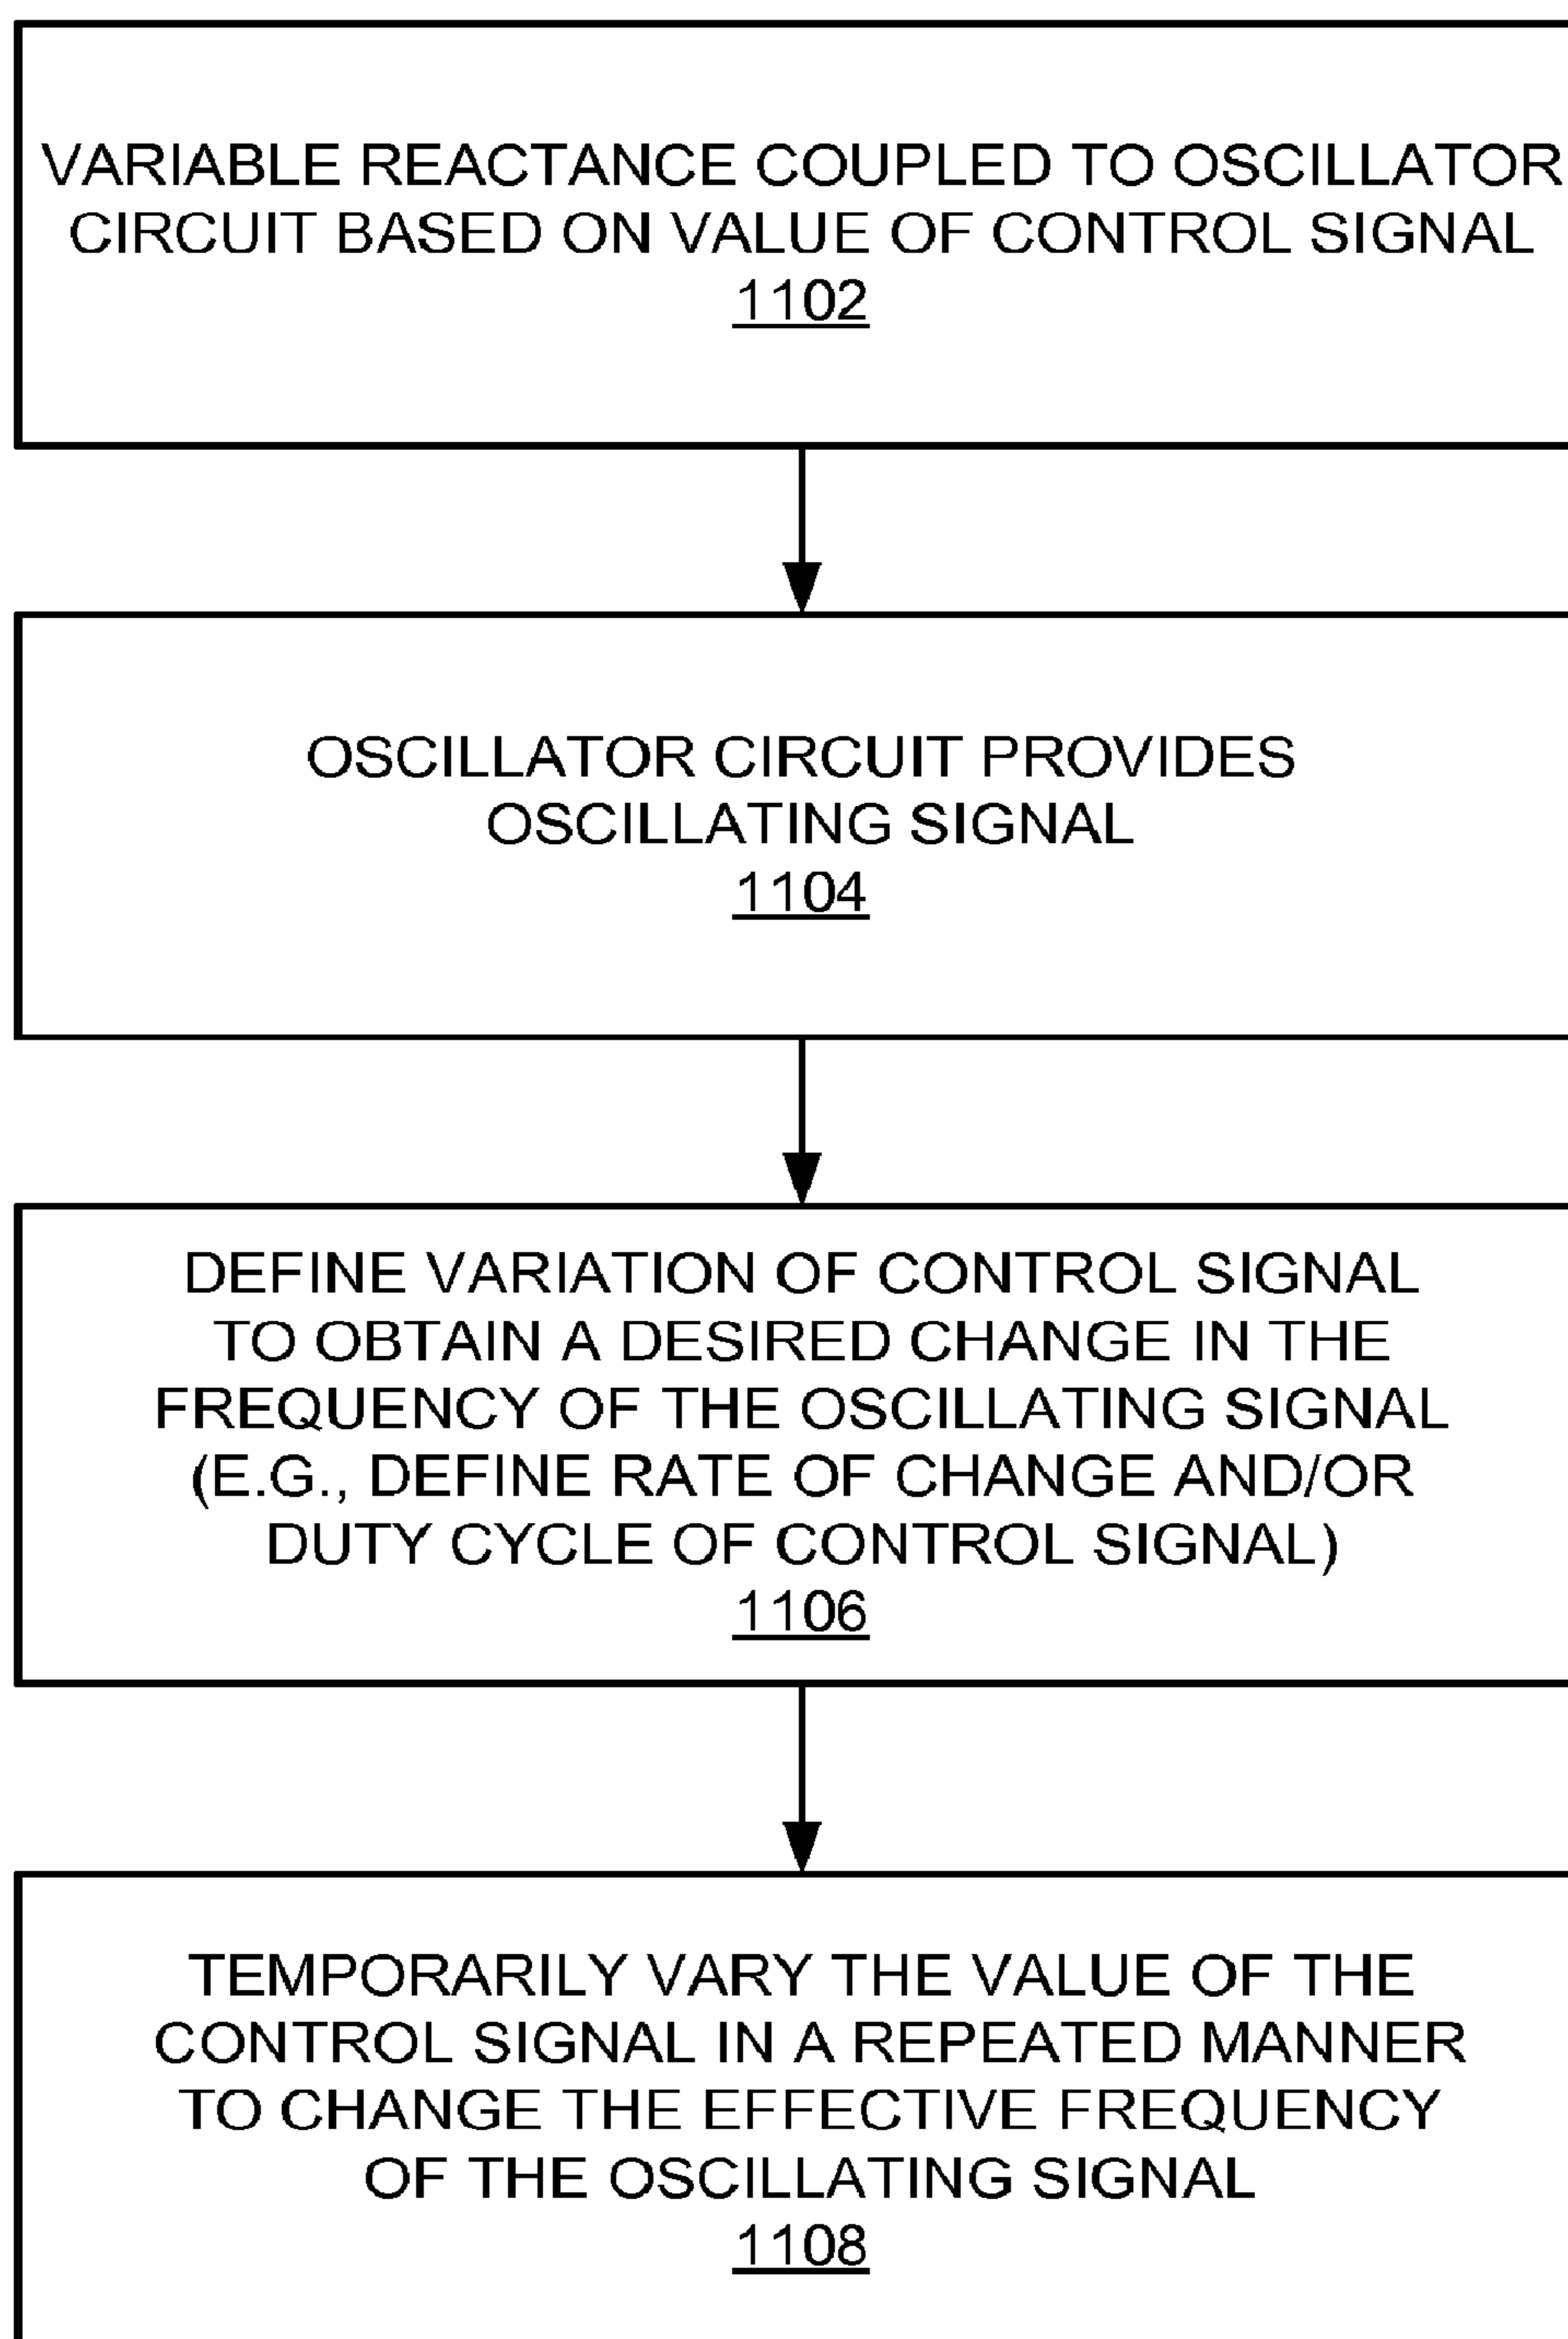 VARIABLE REACTANCE COUPLED TO OSCILLATOR
CIRCUIT BASED ON VALUE OF CONTROL SIGNAL
1102
OSCILLATOR CIRCUIT PROVIDES
OSCILLATING SIGNAL
1104
DEFINE VARIATION OF CONTROL SIGNAL
TO OBTAIN A DESIRED CHANGE IN THE
FREQUENCY OF THE OSCILLATING SIGNAL
(E.G., DEFINE RATE OF CHANGE AND/OR
DUTY CYCLE OF CONTROL SIGNAL)
1106
TEMPORARILY VARY THE VALUE OF THE
CONTROL SIGNAL IN A REPEATED MANNER
TO CHANGE THE EFFECTIVE FREQUENCY
OF THE OSCILLATING SIGNAL
1108